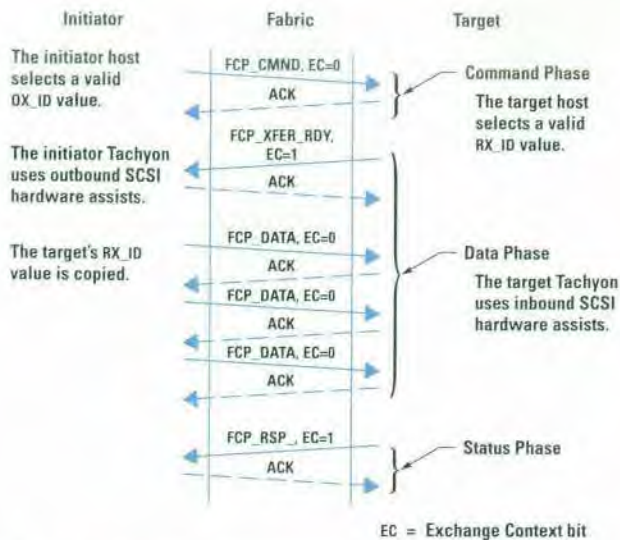 Initiator
Fabric
Target
The initiator host
selects a valid
OX_ID value.
FCP_CMND, EC=0
ACK
Command Phase
The target host
selects a valid
RX_ID value.
FCP_XFER_RDY,
EC=1
ACK
The initiator Tachyon
uses outbound SCSI
hardware assists.
FCP_DATA, EC=0
ACK
The target's RX_ID
value is copied.
FCP_DATA, EC=0
ACK
FCP_DATA, EC=0
ACK
Data Phase
The target Tachyon
uses inbound SCSI
hardware assists.
FCP_RSP_, EC=1
ACK
Status Phase
EC = Exchange Context bit